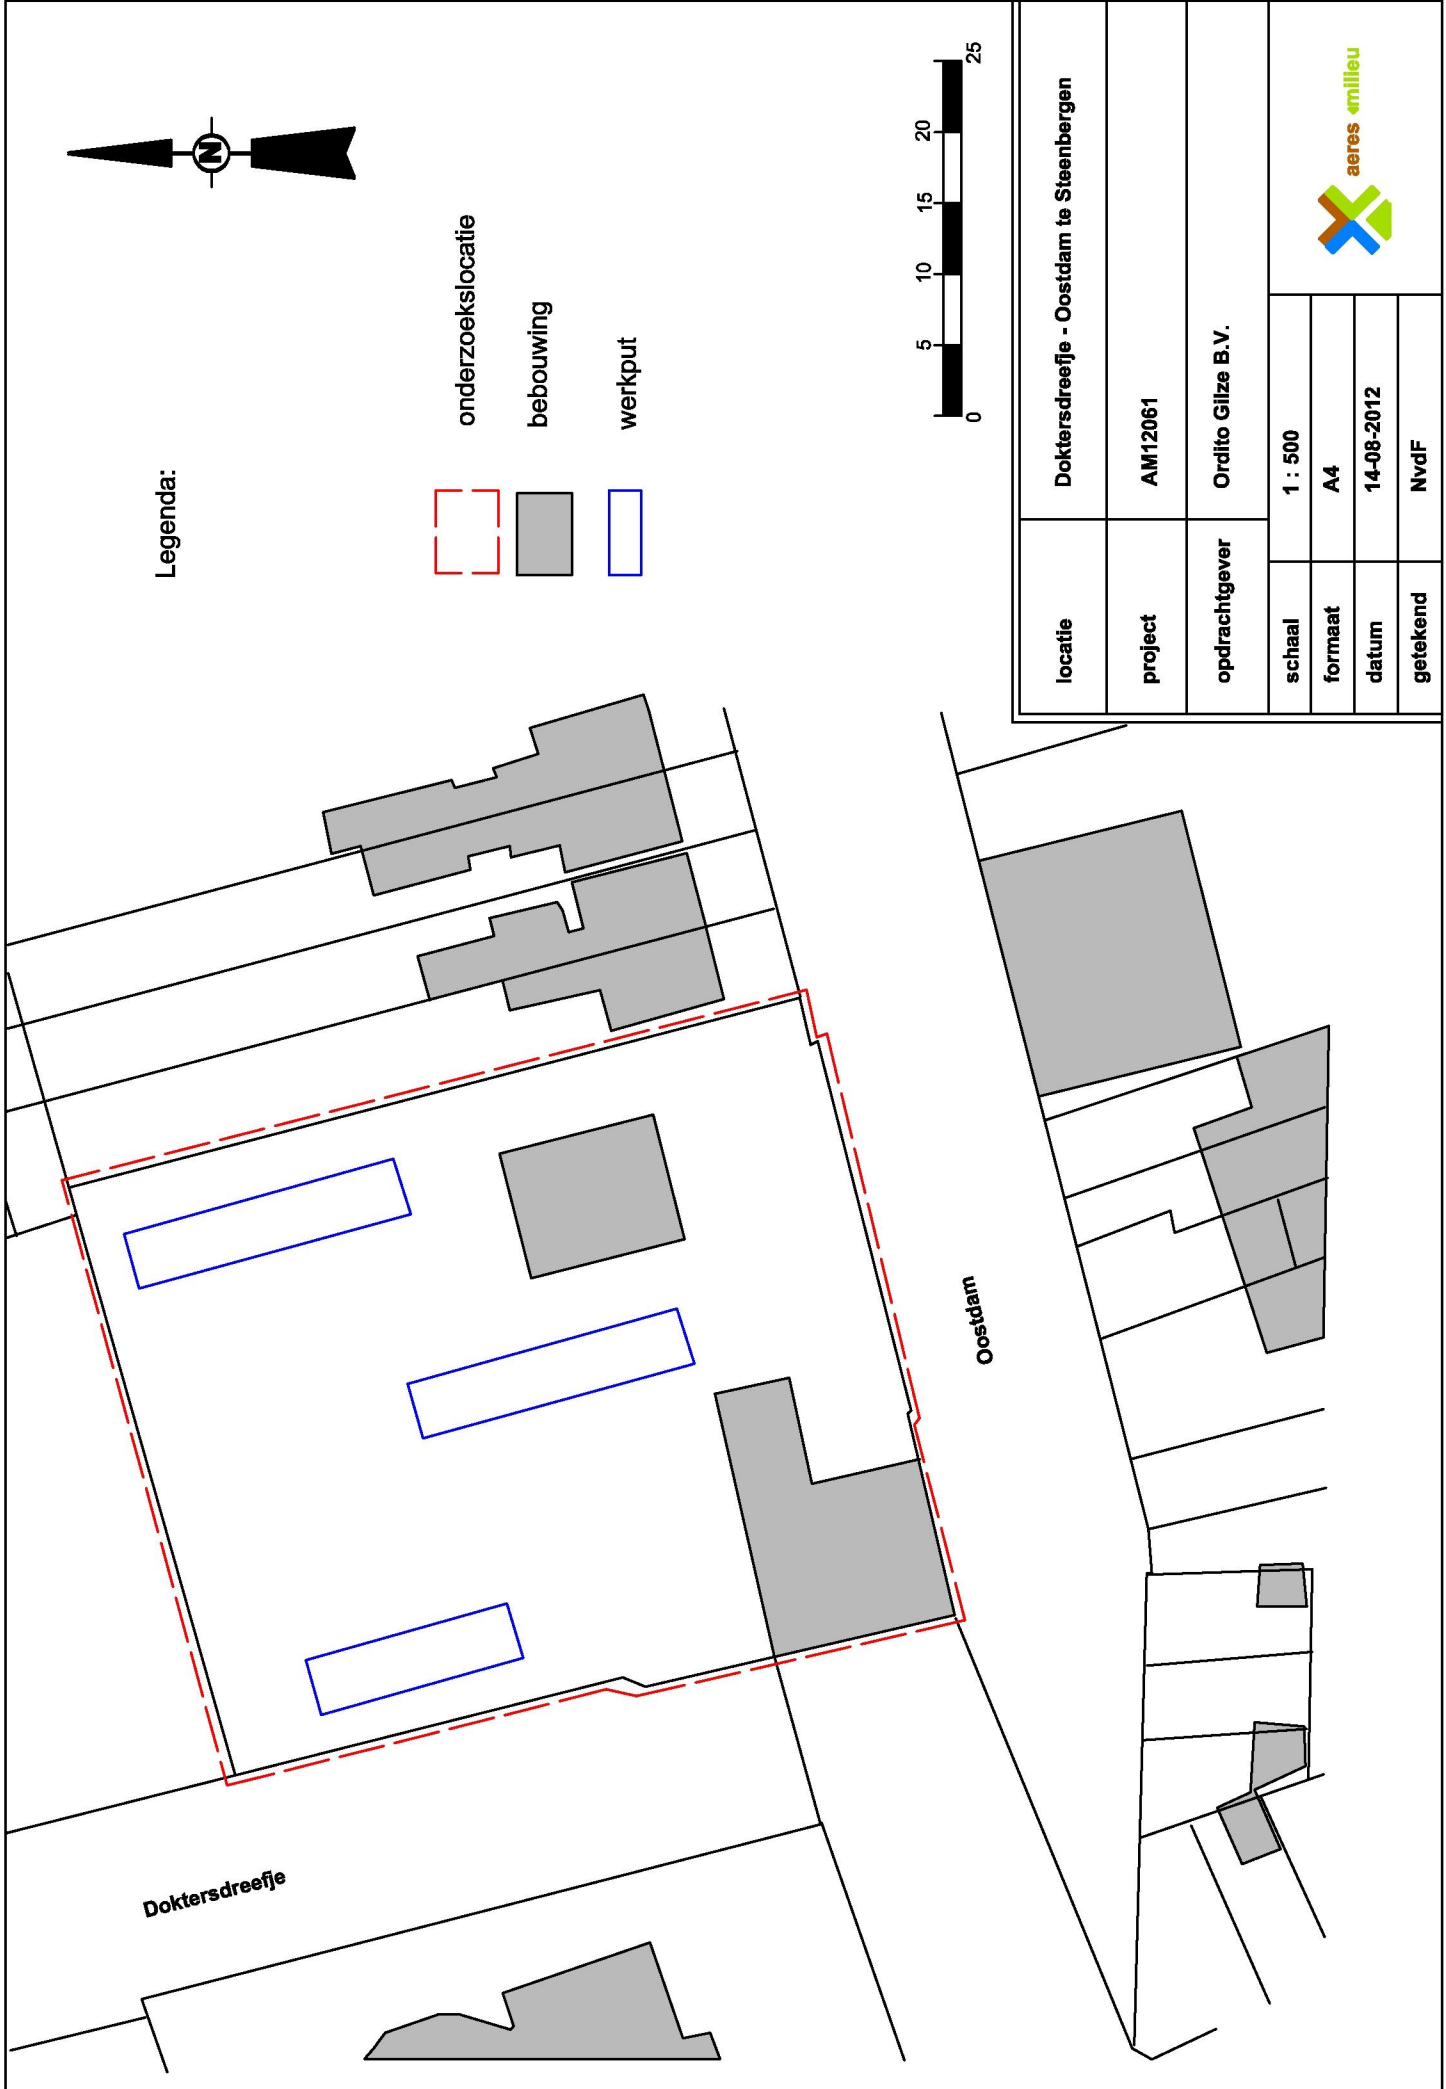 Doktersdreefje
Oostdam
Legenda:
onderzoekslocatie
bebouwing
werkput
N
0 5 10 15 20 25
locatie Doktersdreefje - Oostdam te Steenbergen
project AM12061
opdrachtgever Ordito Gilze B.V.
schaal 1 : 500
formaat A4
datum 14-08-2012
getekend NvdF
aeres milieu